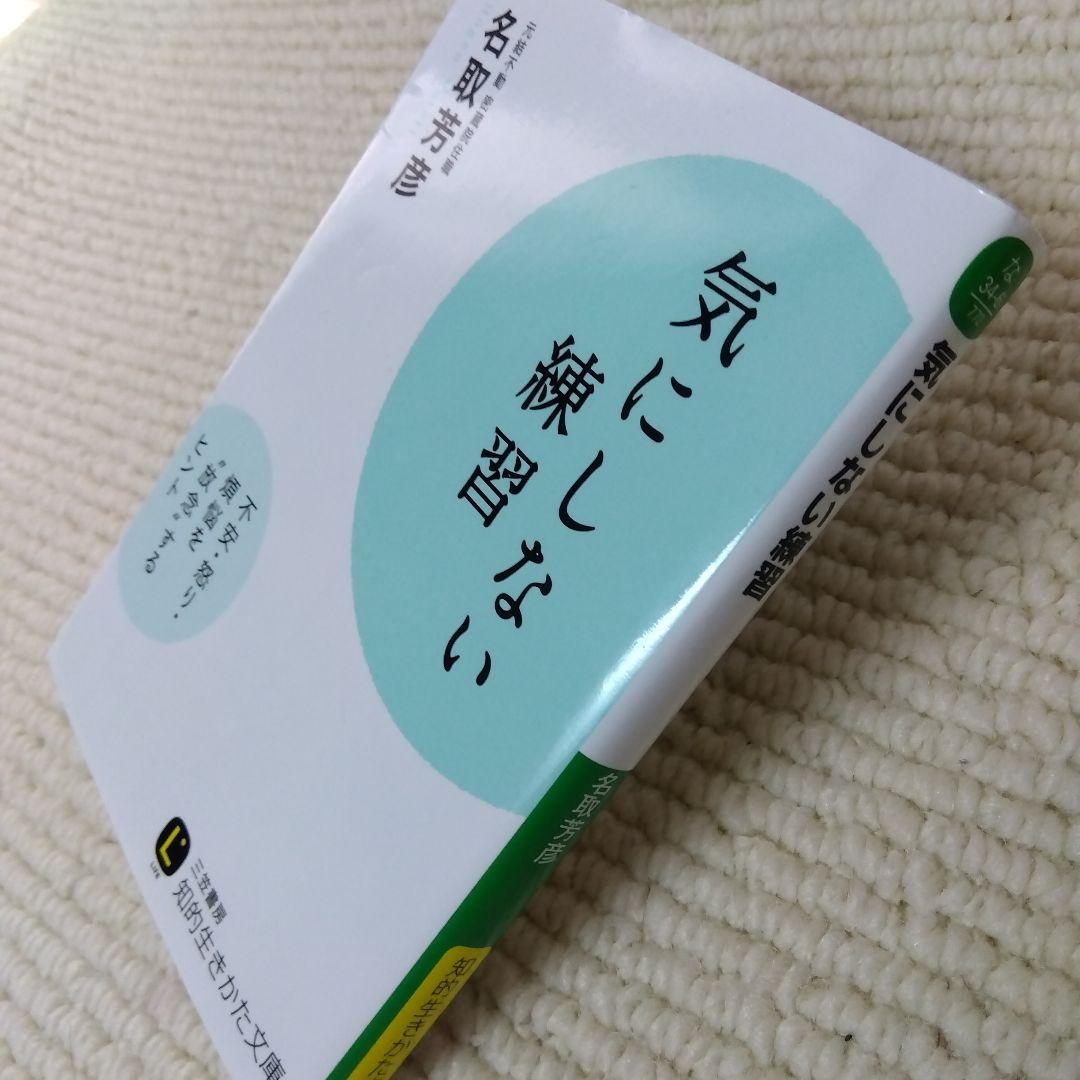 元結不動 密蔵院住職
名取芳彦
気にしない
練習
不安・怒り・
煩悩を
“放念”する
ヒント
LIFE
三笠書房
知的生きかた文庫
な
気にしない練習
名取芳彦
知的生きかた